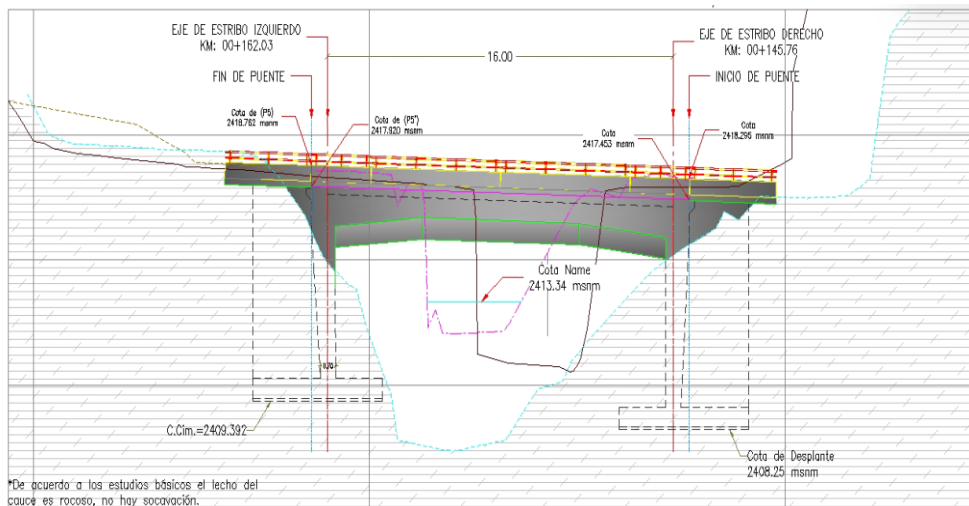 EJE DE ESTRIBO IZQUIERDO
KM: 00+162.03
EJE DE ESTRIBO DERECHO
KM: 00+145.76
16.00
FIN DE PUENTE
INICIO DE PUENTE
Cota de (P5)
2418.762 msnm
Cota de (P5")
2417.920 msnm
Cota
2417.453 msnm
Cota
2418.295 msnm
Cota Name
2413.34 msnm
0.70
C.Cim.=2409.392
Cota de Desplante
2408.25 msnm
*De acuerdo a los estudios básicos el lecho del
cauce es rocoso, no hay socavación.